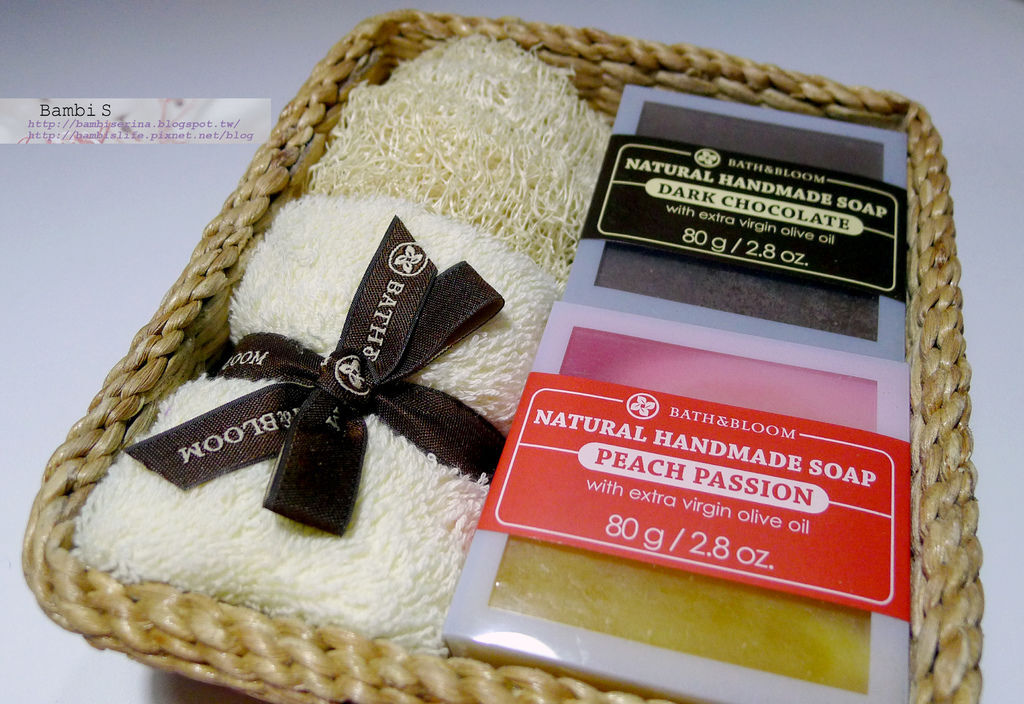 Bambi S
http://bambiserina.blogspot.tw/
http://bambislife.pixnet.net/blog
BATH&BLOOM
NATURAL HANDMADE SOAP
DARK CHOCOLATE
with extra virgin olive oil
80 g / 2.8 oz.
BATH&BLOOM
NATURAL HANDMADE SOAP
PEACH PASSION
with extra virgin olive oil
80 g / 2.8 oz.
BATH&
OOM
&BLOOM
M